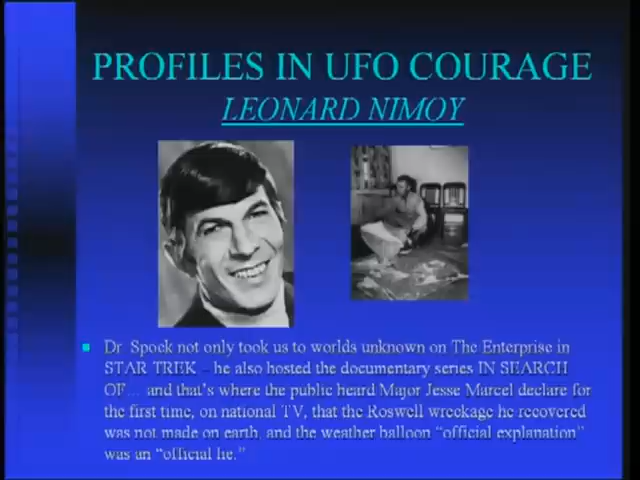 PROFILES IN UFO COURAGE
LEONARD NIMOY
Dr. Spock not only took us to worlds unknown on The Enterprise in
STAR TREK – he also hosted the documentary series IN SEARCH
OF... and that's where the public heard Major Jesse Marcel declare for
the first time, on national TV, that the Roswell wreckage he recovered
was not made on earth, and the weather balloon "official explanation"
was an "official lie."